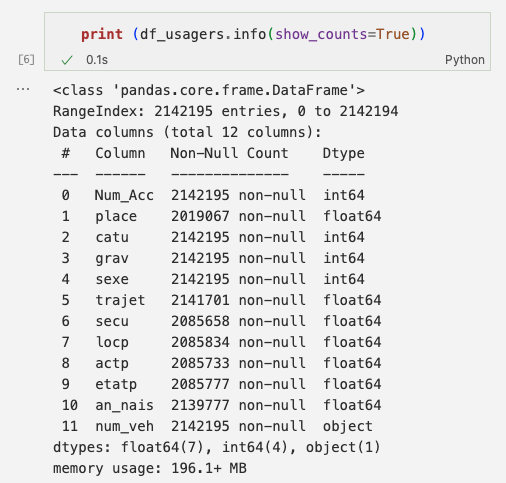 print (df_usagers.info(show_counts=True))
[6] 0.1s Python
... <class 'pandas.core.frame.DataFrame'>
RangeIndex: 2142195 entries, 0 to 2142194
Data columns (total 12 columns):
 #   Column   Non-Null Count    Dtype
---  ------   --------------    -----
 0   Num_Acc  2142195 non-null  int64
 1   place    2019067 non-null  float64
 2   catu     2142195 non-null  int64
 3   grav     2142195 non-null  int64
 4   sexe     2142195 non-null  int64
 5   trajet   2141701 non-null  float64
 6   secu     2085658 non-null  float64
 7   locp     2085834 non-null  float64
 8   actp     2085733 non-null  float64
 9   etatp    2085777 non-null  float64
 10  an_nais  2139777 non-null  float64
 11  num_veh  2142195 non-null  object
dtypes: float64(7), int64(4), object(1)
memory usage: 196.1+ MB